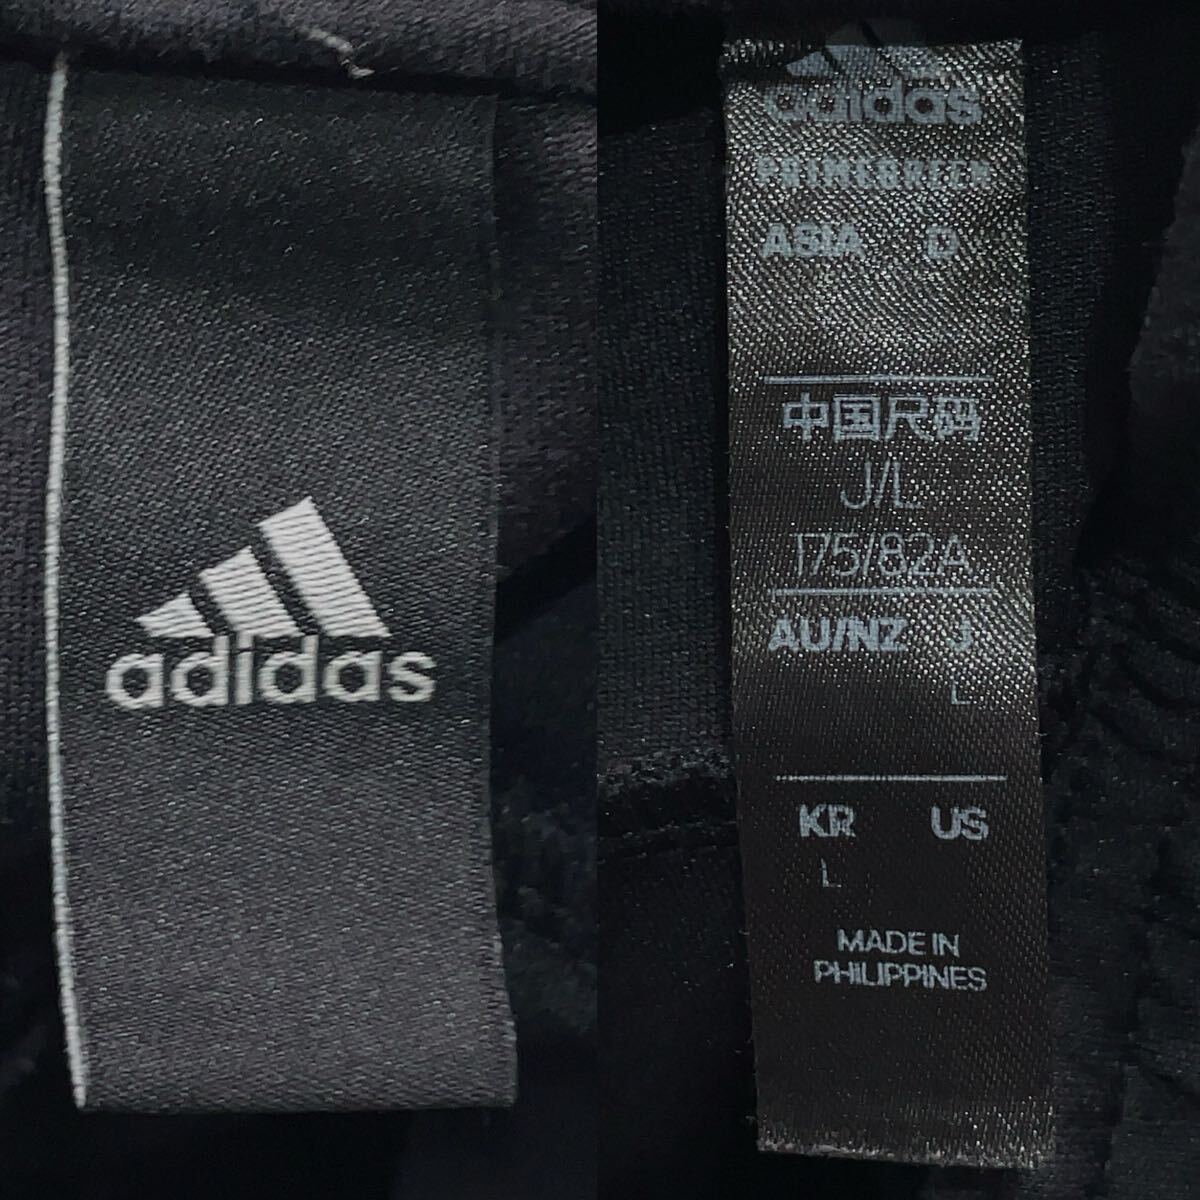 adidas
adidas
PRIMEGREEN
ASIA D
中国尺码
J/L
175/82A
AU/NZ J
L
KR US
L
MADE IN
PHILIPPINES